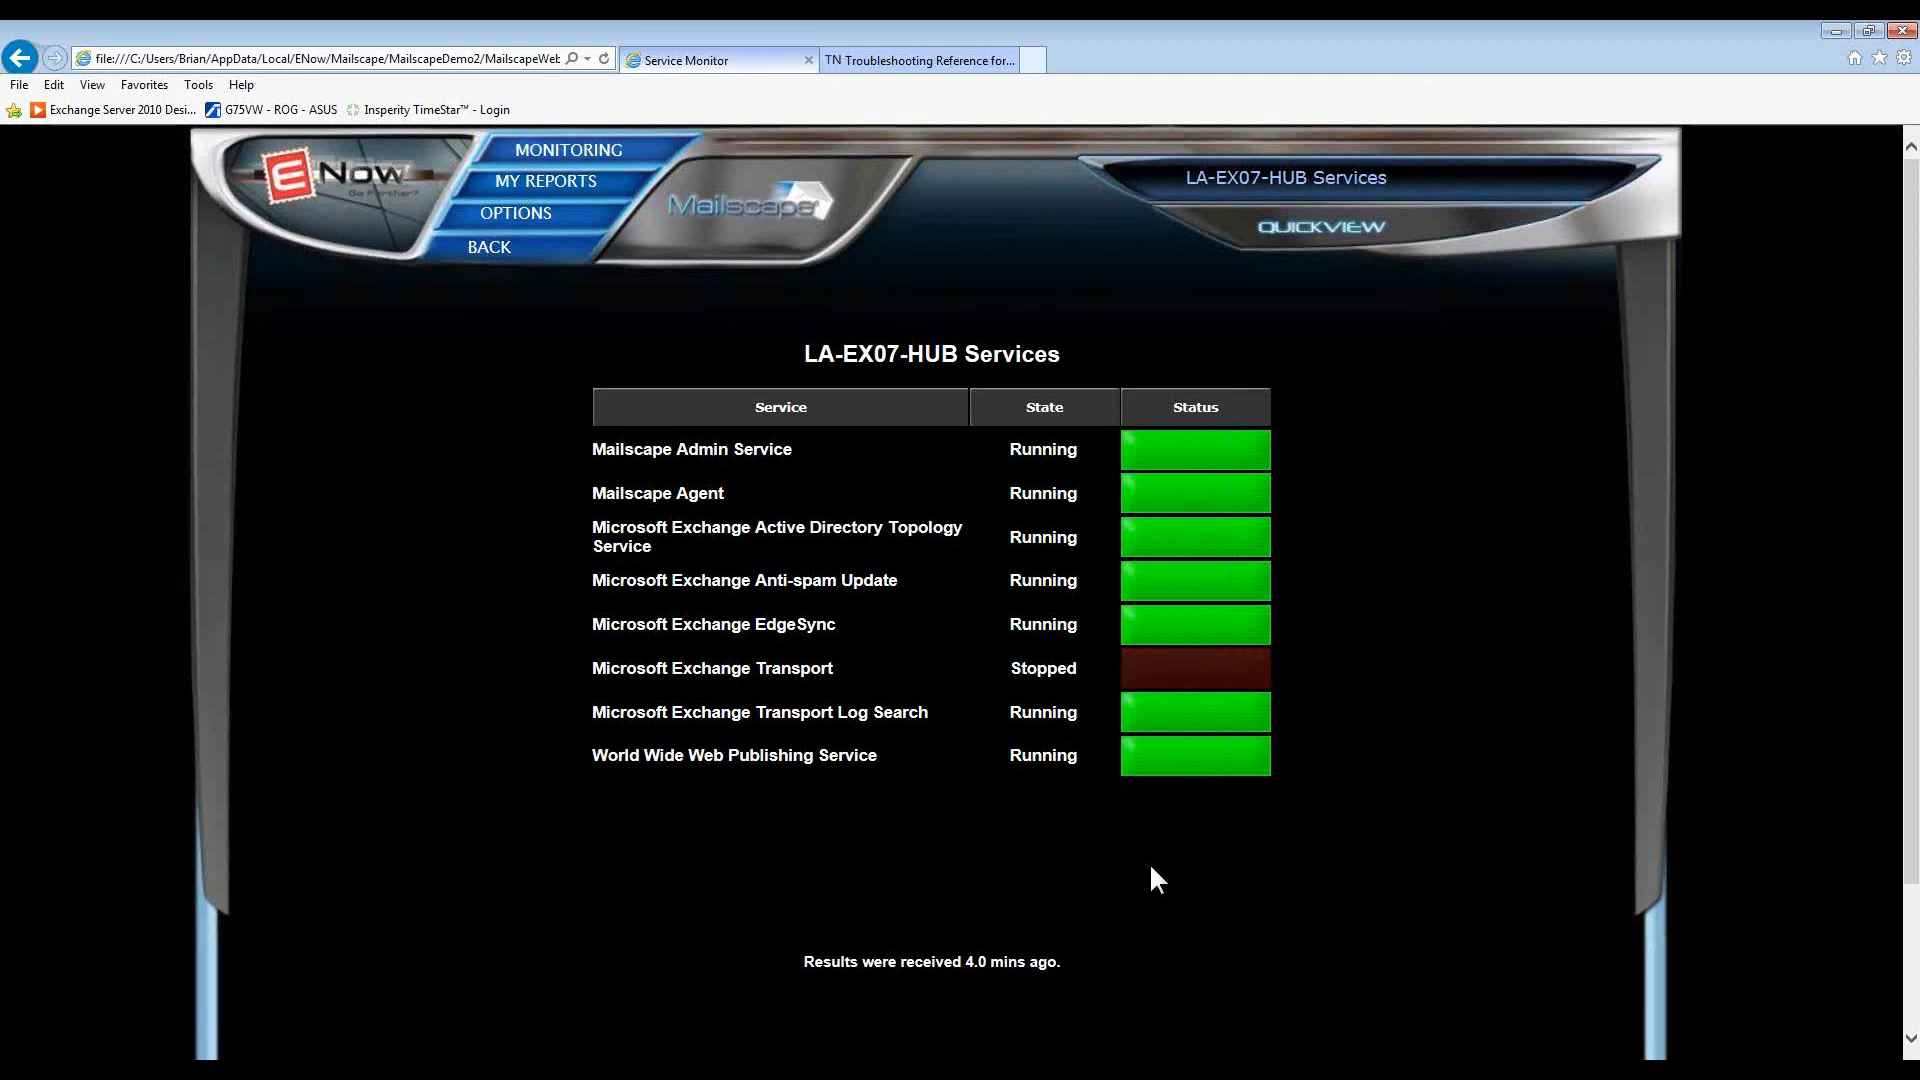 file:///C:/Users/Brian/AppData/Local/ENow/Mailscape/MailscapeDemo2/MailscapeWeb
Service Monitor
TN Troubleshooting Reference for...
File Edit View Favorites Tools Help
Exchange Server 2010 Desi... G75VW - ROG - ASUS Insperity TimeStar™ - Login
MONITORING
ENow
Go Further?
MY REPORTS
LA-EX07-HUB Services
Mailscape
OPTIONS
QUICKVIEW
BACK
LA-EX07-HUB Services
Service State Status
Mailscape Admin Service Running
Mailscape Agent Running
Microsoft Exchange Active Directory Topology
Service Running
Microsoft Exchange Anti-spam Update Running
Microsoft Exchange EdgeSync Running
Microsoft Exchange Transport Stopped
Microsoft Exchange Transport Log Search Running
World Wide Web Publishing Service Running
Results were received 4.0 mins ago.